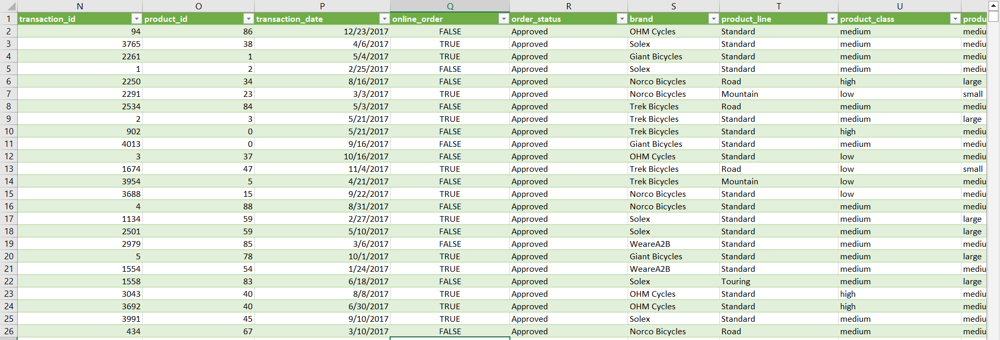 N O P Q R S T U
1 transaction_id product_id transaction_date online_order order_status brand product_line product_class produ
2 94 86 12/23/2017 FALSE Approved OHM Cycles Standard medium mediu
3 3765 38 4/6/2017 TRUE Approved Solex Standard medium mediu
4 2261 1 5/4/2017 TRUE Approved Giant Bicycles Standard medium mediu
5 1 2 2/25/2017 FALSE Approved Solex Standard medium mediu
6 2250 34 8/16/2017 FALSE Approved Norco Bicycles Road high large
7 2291 23 3/3/2017 TRUE Approved Norco Bicycles Mountain low small
8 2534 84 5/3/2017 FALSE Approved Trek Bicycles Road medium mediu
9 2 3 5/21/2017 TRUE Approved Trek Bicycles Standard medium large
10 902 0 5/21/2017 FALSE Approved Trek Bicycles Standard high mediu
11 4013 0 9/16/2017 FALSE Approved Giant Bicycles Standard medium mediu
12 3 37 10/16/2017 FALSE Approved OHM Cycles Standard low mediu
13 1674 47 11/4/2017 TRUE Approved Trek Bicycles Road low small
14 3954 5 4/21/2017 FALSE Approved Trek Bicycles Mountain low mediu
15 3688 15 9/22/2017 TRUE Approved Norco Bicycles Standard low mediu
16 4 88 8/31/2017 FALSE Approved Norco Bicycles Standard medium mediu
17 1134 59 2/27/2017 TRUE Approved Solex Standard medium large
18 2501 59 5/10/2017 FALSE Approved Solex Standard medium large
19 2979 85 3/6/2017 FALSE Approved WeareA2B Standard medium mediu
20 5 78 10/1/2017 TRUE Approved Giant Bicycles Standard medium large
21 1554 54 1/24/2017 TRUE Approved WeareA2B Standard medium mediu
22 1558 83 6/18/2017 FALSE Approved Solex Touring medium large
23 3043 40 8/8/2017 TRUE Approved OHM Cycles Standard high mediu
24 3692 40 6/30/2017 TRUE Approved OHM Cycles Standard high mediu
25 3991 45 9/10/2017 TRUE Approved Solex Standard medium mediu
26 434 67 3/10/2017 FALSE Approved Norco Bicycles Road medium mediu